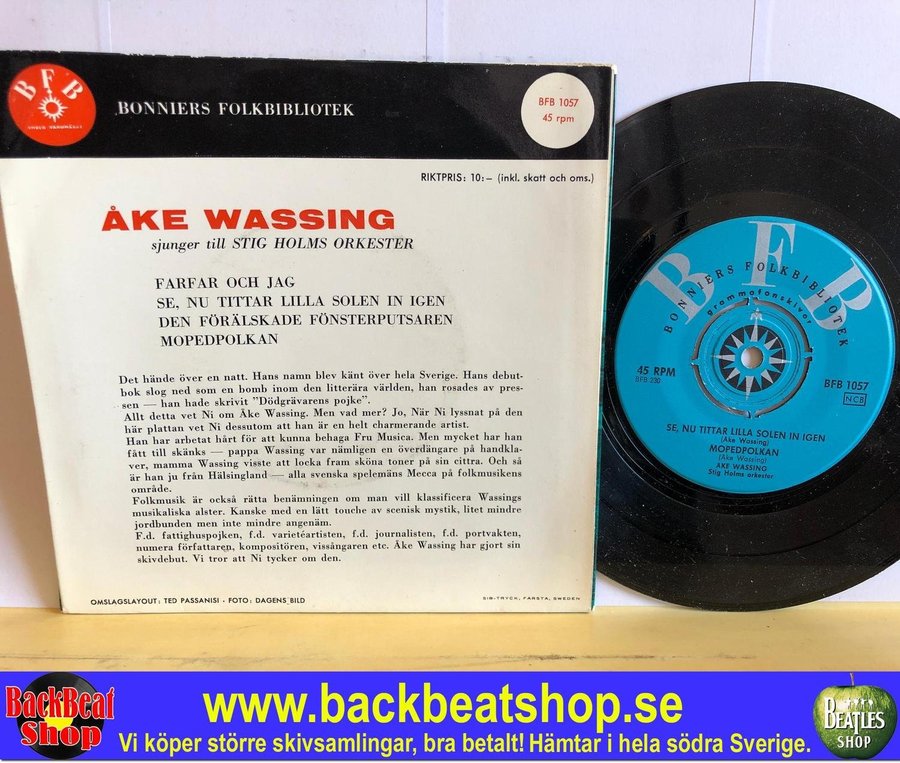 BFB
BONNIERS FOLKBIBLIOTEK
BFB 1057
45 rpm
RIKTPRIS: 10:– (inkl. skatt och oms.)
ÅKE WASSING
sjunger till STIG HOLMS ORKESTER
FARFAR OCH JAG
SE, NU TITTAR LILLA SOLEN IN IGEN
DEN FÖRÄLSKADE FÖNSTERPUTSAREN
MOPEDPOLKAN
Det hände över en natt. Hans namn blev känt över hela Sverige. Hans debut-
bok slog ned som en bomb inom den litterära världen, han rosades av pres-
sen — han hade skrivit "Dödgrävarens pojke".
Allt detta vet Ni om Åke Wassing. Men vad mer? Jo, När Ni lyssnat på den
här plattan vet Ni dessutom att han är en helt charmerande artist.
Han har arbetat hårt för att kunna behaga Fru Musica. Men mycket har han
fått till skänks — pappa Wassing var nämligen en överdängare på handkla-
ver, mamma Wassing visste att locka fram sköna toner på sin cittra. Och så
är han ju från Hälsingland — alla svenska spelemäns Mecca på folkmusikens
område.
Folkmusik är också rätta benämningen om man vill klassificera Wassings
musikaliska alster. Kanske med en lätt touche av scenisk mystik, litet mindre
jordbunden men inte mindre angenäm.
F.d. fattighuspojken, f.d. varietéartisten, f.d. journalisten, f.d. portvakten,
numera författaren, kompositören, vissångaren etc. Åke Wassing har gjort sin
skivdebut. Vi tror att Ni tycker om den.
OMSLAGSLAYOUT: TED PASSANISI - FOTO: DAGENS BILD
SIB-TRYCK, FARSTA, SWEDEN
BFB
BONNIERS FOLKBIBLIOTEK
grammofonskivor
45 RPM
BFB 230
BFB 1057
NCB
SE, NU TITTAR LILLA SOLEN IN IGEN
(Åke Wassing)
MOPEDPOLKAN
(Åke Wassing)
ÅKE WASSING
Stig Holms orkester
BackBeat
Shop
www.backbeatshop.se
Vi köper större skivsamlingar, bra betalt! Hämtar i hela södra Sverige.
BEATLES
SHOP